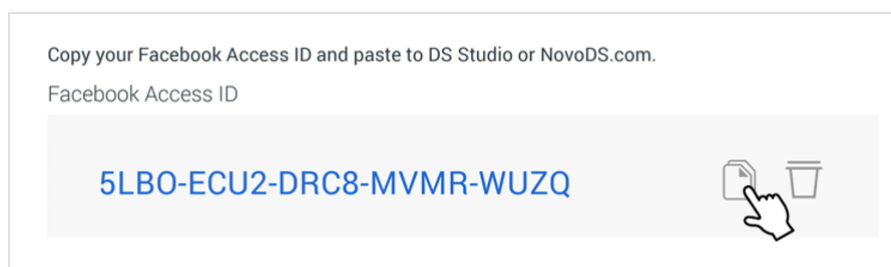 Copy your Facebook Access ID and paste to DS Studio or NovoDS.com.
Facebook Access ID
5LBO-ECU2-DRC8-MVMR-WUZQ